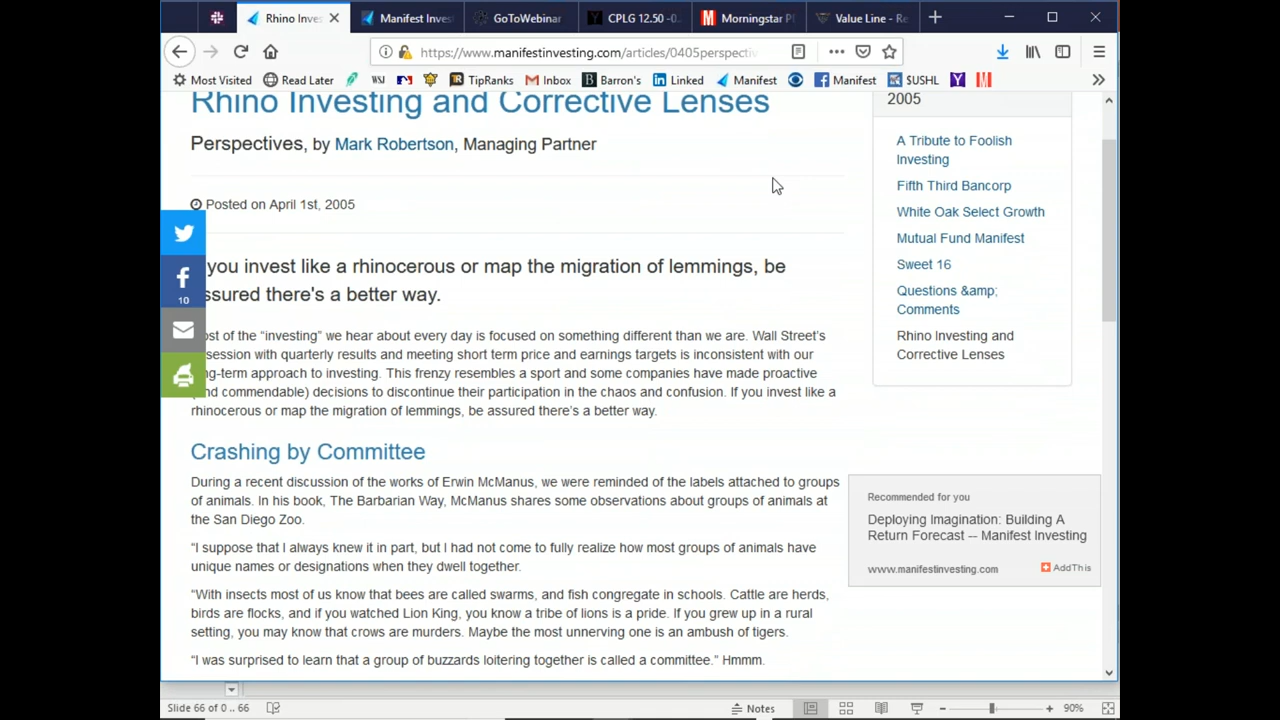 Rhino Inves
Manifest Inves
GoToWebinar
CPLG 12.50 -0.
Morningstar P
Value Line - Re
https://www.manifestinvesting.com/articles/0405perspectiv
Most Visited
Read Later
WSJ
TipRanks
Inbox
Barron's
Linked
Manifest
Manifest
$USHL
Rhino Investing and Corrective Lenses
Perspectives, by Mark Robertson, Managing Partner
Posted on April 1st, 2005
you invest like a rhinocerous or map the migration of lemmings, be
ssured there's a better way.
ost of the “investing” we hear about every day is focused on something different than we are. Wall Street’s
session with quarterly results and meeting short term price and earnings targets is inconsistent with our
ng-term approach to investing. This frenzy resembles a sport and some companies have made proactive
nd commendable) decisions to discontinue their participation in the chaos and confusion. If you invest like a
rhinocerous or map the migration of lemmings, be assured there’s a better way.
10
Crashing by Committee
During a recent discussion of the works of Erwin McManus, we were reminded of the labels attached to groups
of animals. In his book, The Barbarian Way, McManus shares some observations about groups of animals at
the San Diego Zoo.
“I suppose that I always knew it in part, but I had not come to fully realize how most groups of animals have
unique names or designations when they dwell together.
“With insects most of us know that bees are called swarms, and fish congregate in schools. Cattle are herds,
birds are flocks, and if you watched Lion King, you know a tribe of lions is a pride. If you grew up in a rural
setting, you may know that crows are murders. Maybe the most unnerving one is an ambush of tigers.
“I was surprised to learn that a group of buzzards loitering together is called a committee.” Hmmm.
2005
A Tribute to Foolish
Investing
Fifth Third Bancorp
White Oak Select Growth
Mutual Fund Manifest
Sweet 16
Questions &amp;
Comments
Rhino Investing and
Corrective Lenses
Recommended for you
Deploying Imagination: Building A
Return Forecast -- Manifest Investing
www.manifestinvesting.com
AddThis
Slide 66 of 0 .. 66
Notes
90%